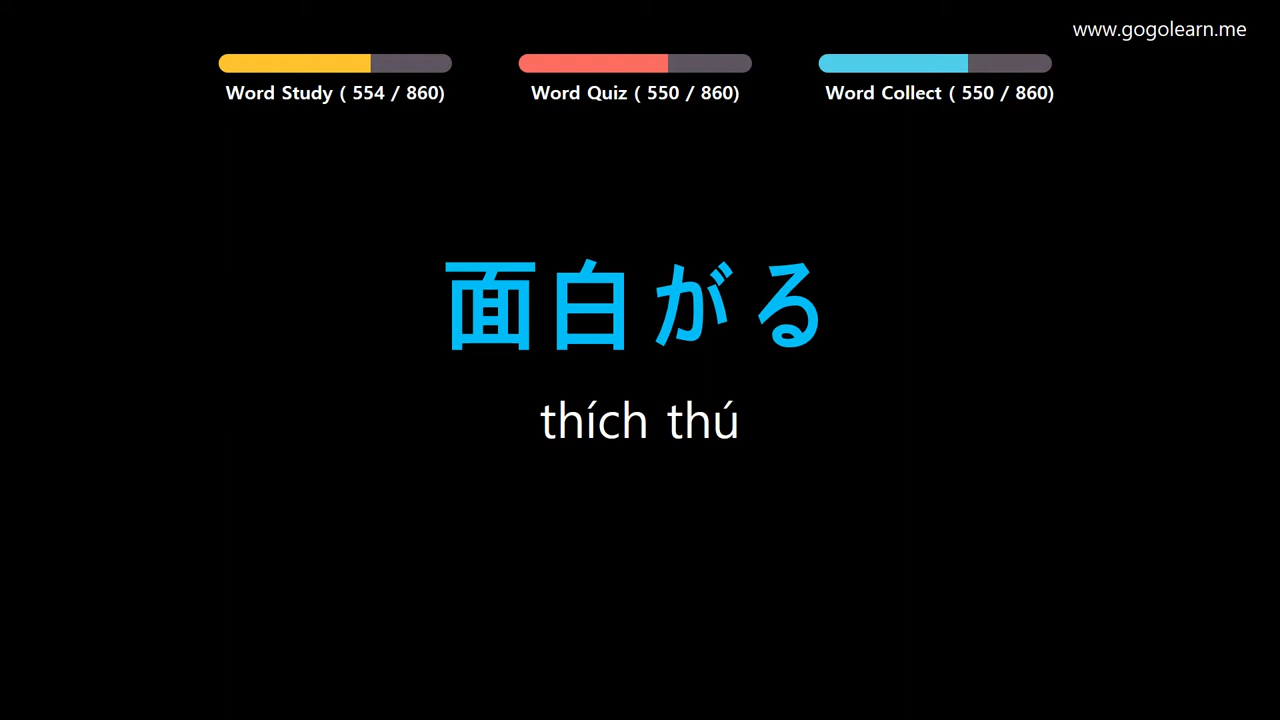 www.gogolearn.me
Word Study ( 554 / 860)
Word Quiz ( 550 / 860)
Word Collect ( 550 / 860)
面白がる
thích thú